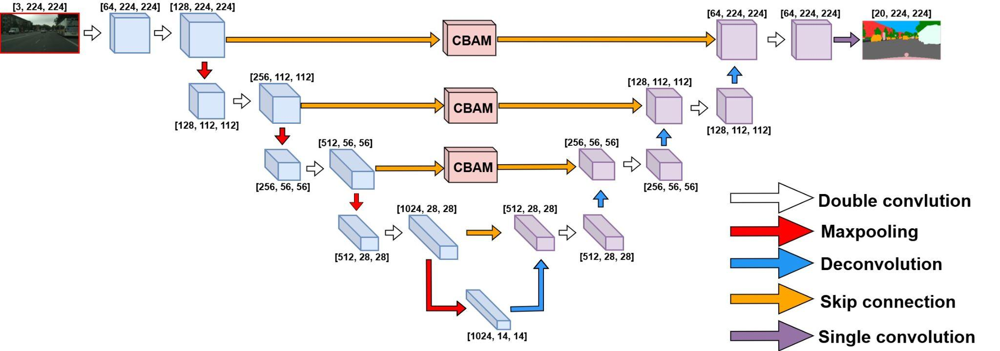 [3, 224, 224]
[64, 224, 224]
[128, 224, 224]
CBAM
[64, 224, 224]
[64, 224, 224]
[20, 224, 224]
[128, 112, 112]
[256, 112, 112]
CBAM
[128, 112, 112]
[128, 112, 112]
[256, 56, 56]
[512, 56, 56]
CBAM
[256, 56, 56]
[256, 56, 56]
[512, 28, 28]
[1024, 28, 28]
[512, 28, 28]
[512, 28, 28]
[1024, 14, 14]
Double convlution
Maxpooling
Deconvolution
Skip connection
Single convolution